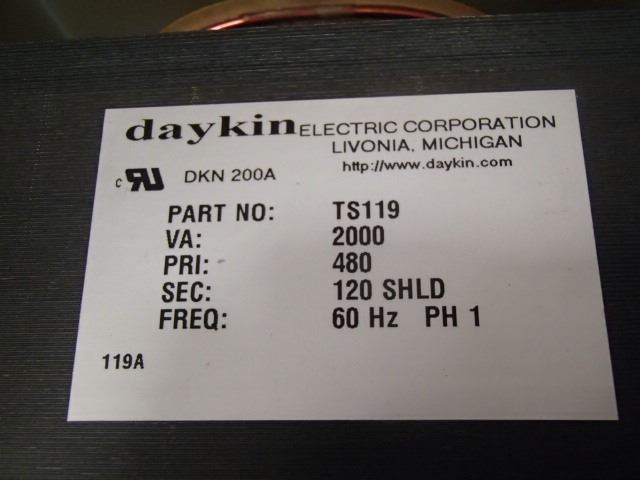 daykin ELECTRIC CORPORATION
LIVONIA, MICHIGAN
http://www.daykin.com
c RU DKN 200A
PART NO: TS119
VA: 2000
PRI: 480
SEC: 120 SHLD
FREQ: 60 Hz PH 1
119A